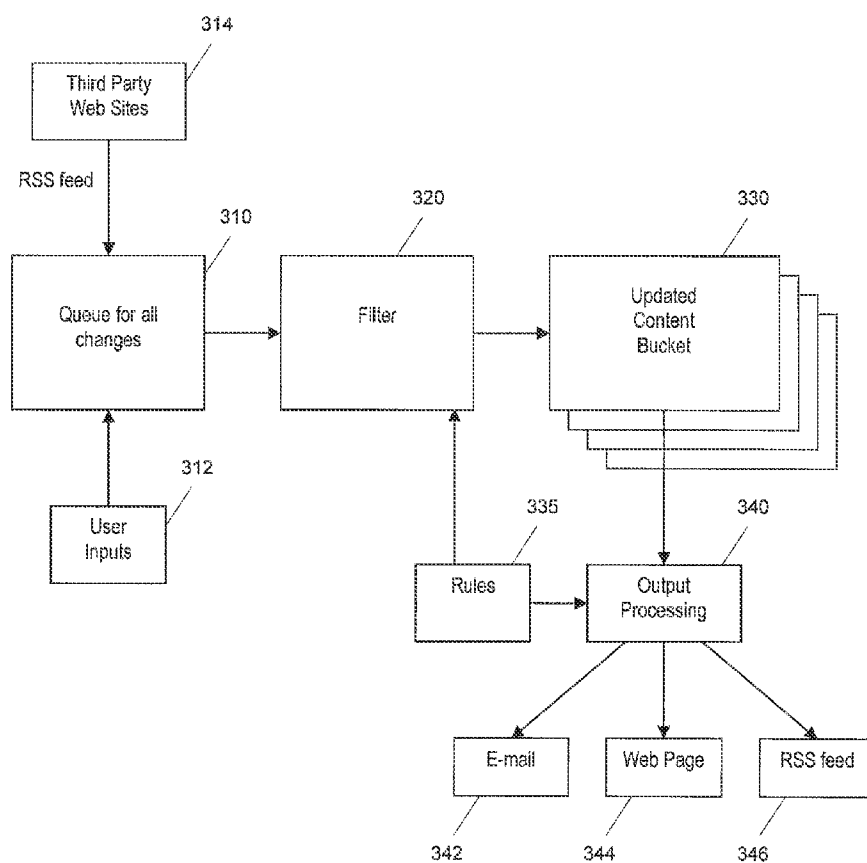 314
Third Party
Web Sites
RSS feed
310
320
330
Queue for all
changes
Filter
Updated
Content
Bucket
312
User
Inputs
335
340
Rules
Output
Processing
E-mail
Web Page
RSS feed
342
344
346